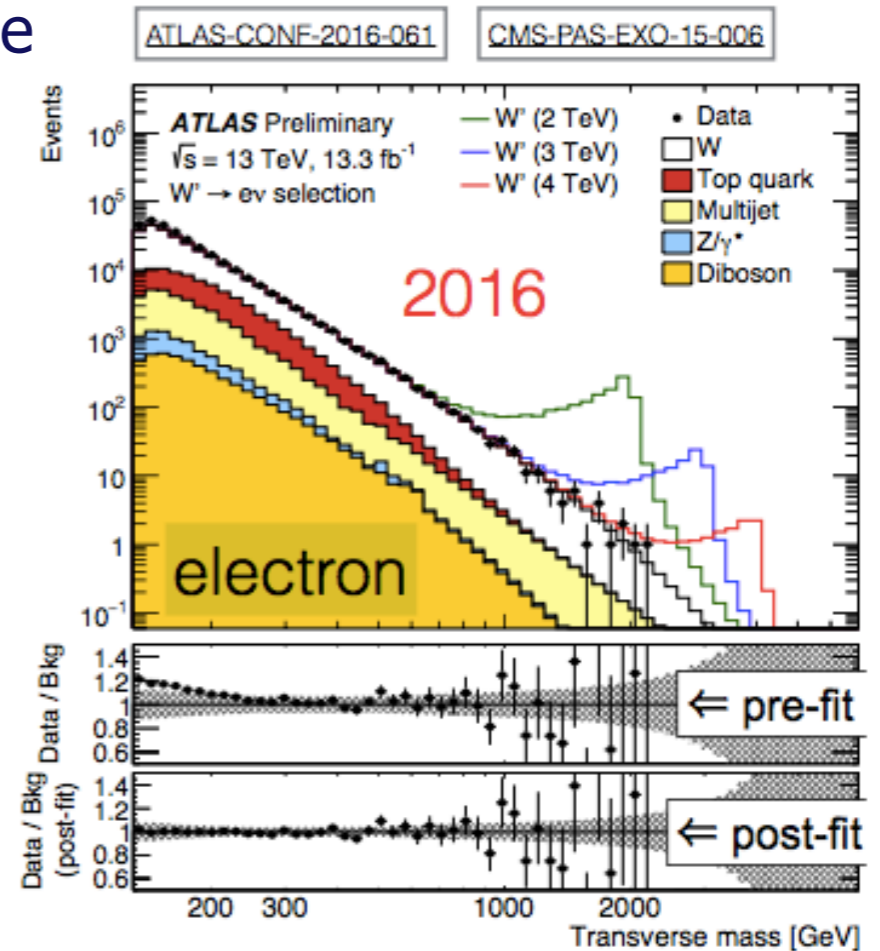 e
ATLAS-CONF-2016-061 CMS-PAS-EXO-15-006
Events
10⁶
10⁵
10⁴
10³
10²
10
1
10⁻¹
ATLAS Preliminary
√s = 13 TeV, 13.3 fb⁻¹
W' → eν selection
W' (2 TeV)
W' (3 TeV)
W' (4 TeV)
Data
W
Top quark
Multijet
Z/γ*
Diboson
2016
electron
Data / Bkg
1.4
1.2
1
0.8
0.6
⇐ pre-fit
Data / Bkg
(post-fit)
1.4
1.2
1
0.8
0.6
⇐ post-fit
200 300 1000 2000
Transverse mass [GeV]